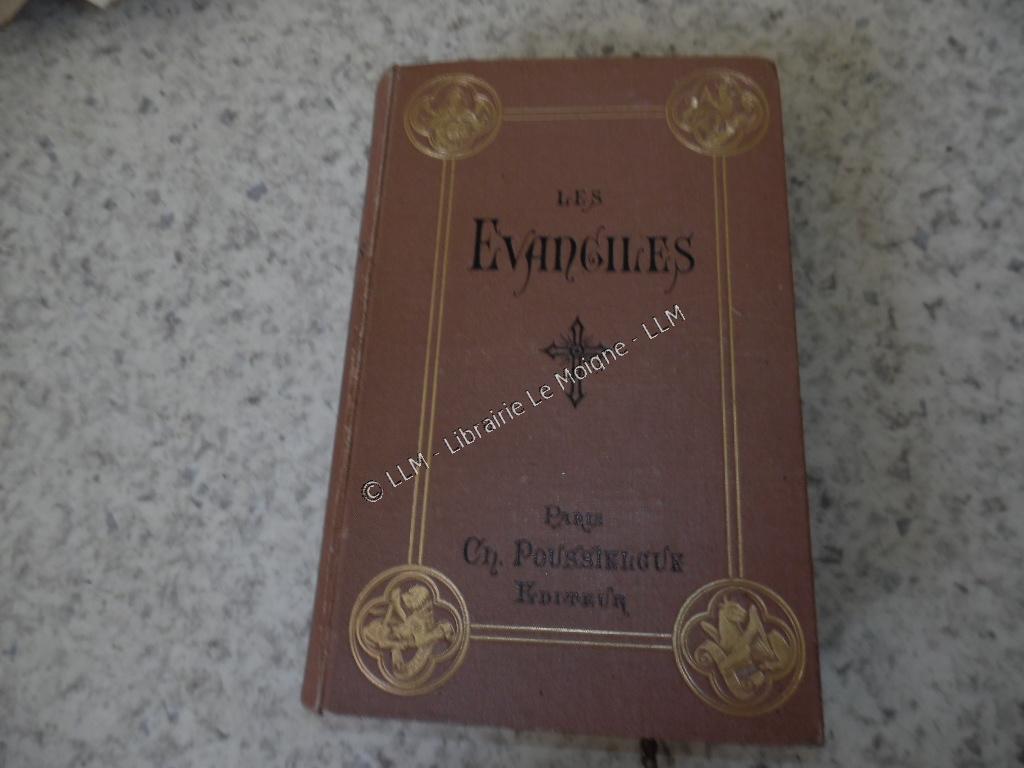 LES
EVANGILES
© LLM - Librairie Le Moigne - LLM
PARIS
CH. POUSSIELGUE
EDITEUR